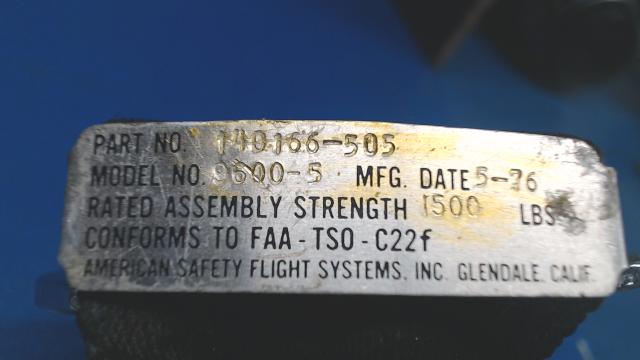 PART NO. 140166-505
MODEL NO. 9600-5 MFG. DATE 5-76
RATED ASSEMBLY STRENGTH 1500 LBS.
CONFORMS TO FAA-TSO-C22f
AMERICAN SAFETY FLIGHT SYSTEMS, INC. GLENDALE, CALIF.